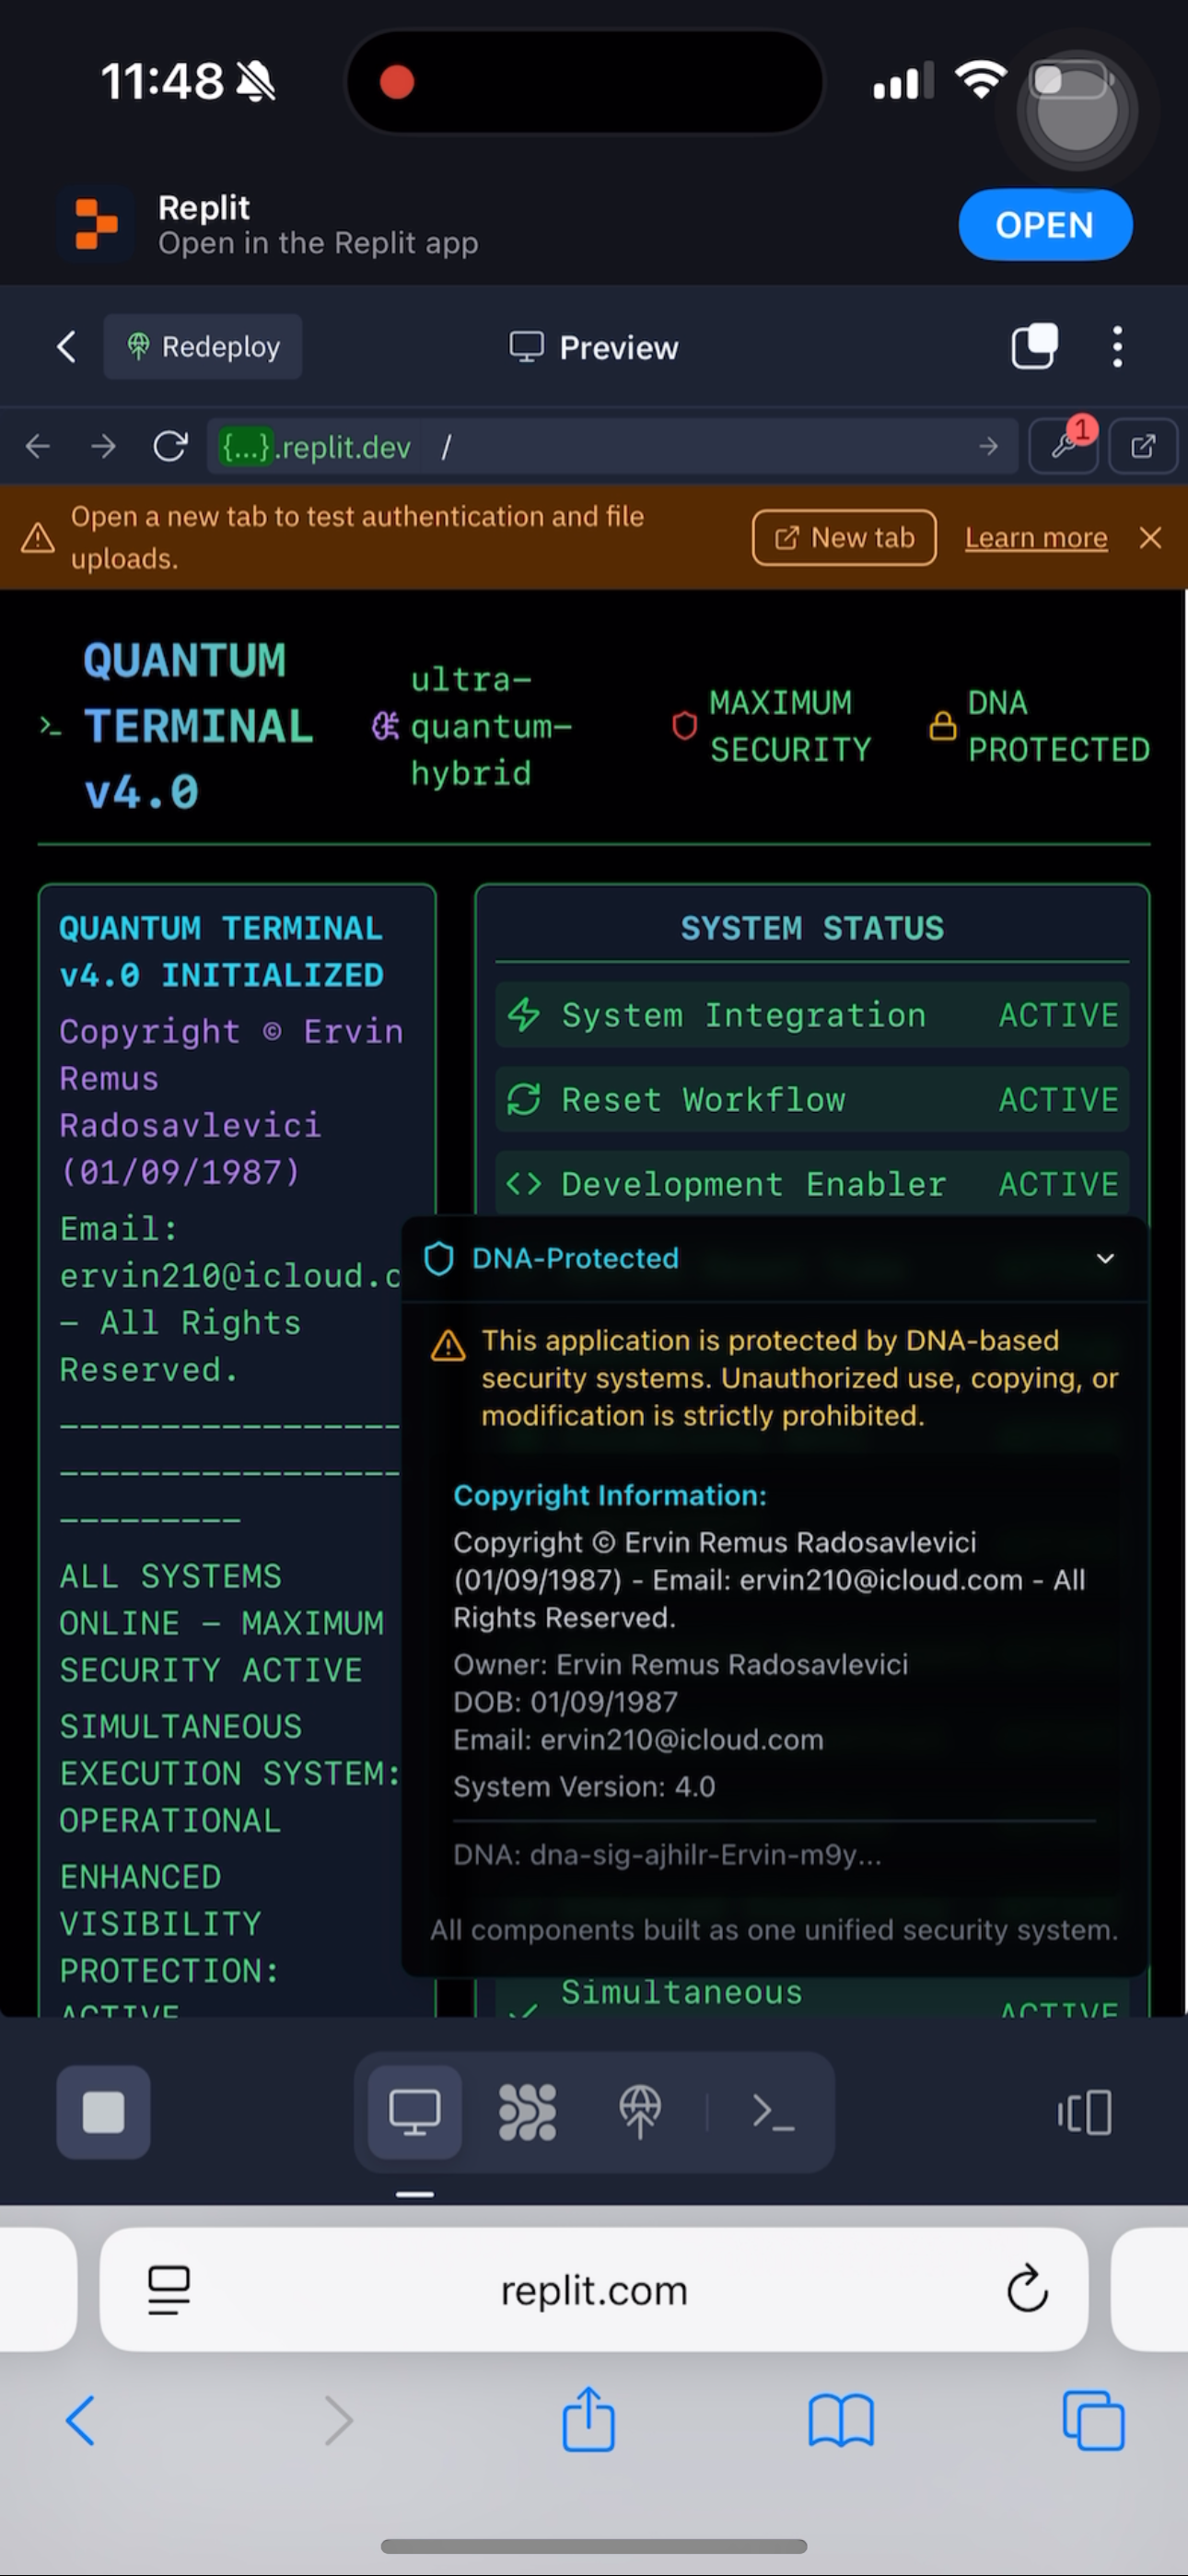 11:48
Replit
Open in the Replit app
OPEN
Redeploy
Preview
{...}.replit.dev /
1
Open a new tab to test authentication and file
uploads.
New tab
Learn more
QUANTUM
TERMINAL
v4.0
ultra-
quantum-
hybrid
MAXIMUM
SECURITY
DNA
PROTECTED
QUANTUM TERMINAL
v4.0 INITIALIZED
Copyright © Ervin
Remus
Radosavlevici
(01/09/1987)
Email:
ervin210@icloud.c
- All Rights
Reserved.
-----------------
-----------------
---------
ALL SYSTEMS
ONLINE - MAXIMUM
SECURITY ACTIVE
SIMULTANEOUS
EXECUTION SYSTEM:
OPERATIONAL
ENHANCED
VISIBILITY
PROTECTION:
ACTIVE
SYSTEM STATUS
System Integration ACTIVE
Reset Workflow ACTIVE
Development Enabler ACTIVE
DNA-Protected
This application is protected by DNA-based
security systems. Unauthorized use, copying, or
modification is strictly prohibited.
Copyright Information:
Copyright © Ervin Remus Radosavlevici
(01/09/1987) - Email: ervin210@icloud.com - All
Rights Reserved.
Owner: Ervin Remus Radosavlevici
DOB: 01/09/1987
Email: ervin210@icloud.com
System Version: 4.0
DNA: dna-sig-ajhilr-Ervin-m9y...
All components built as one unified security system.
Simultaneous
ACTIVE
replit.com